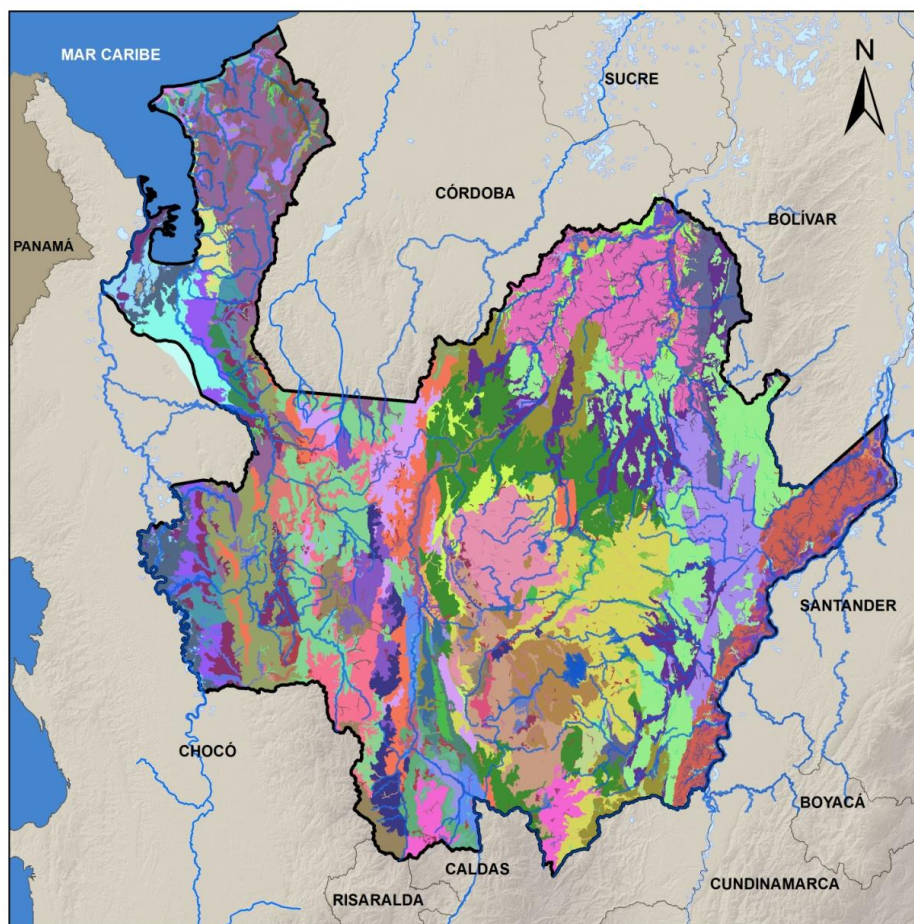 MAR CARIBE
N
SUCRE
CÓRDOBA
BOLÍVAR
PANAMÁ
SANTANDER
CHOCÓ
BOYACÁ
CALDAS
CUNDINAMARCA
RISARALDA